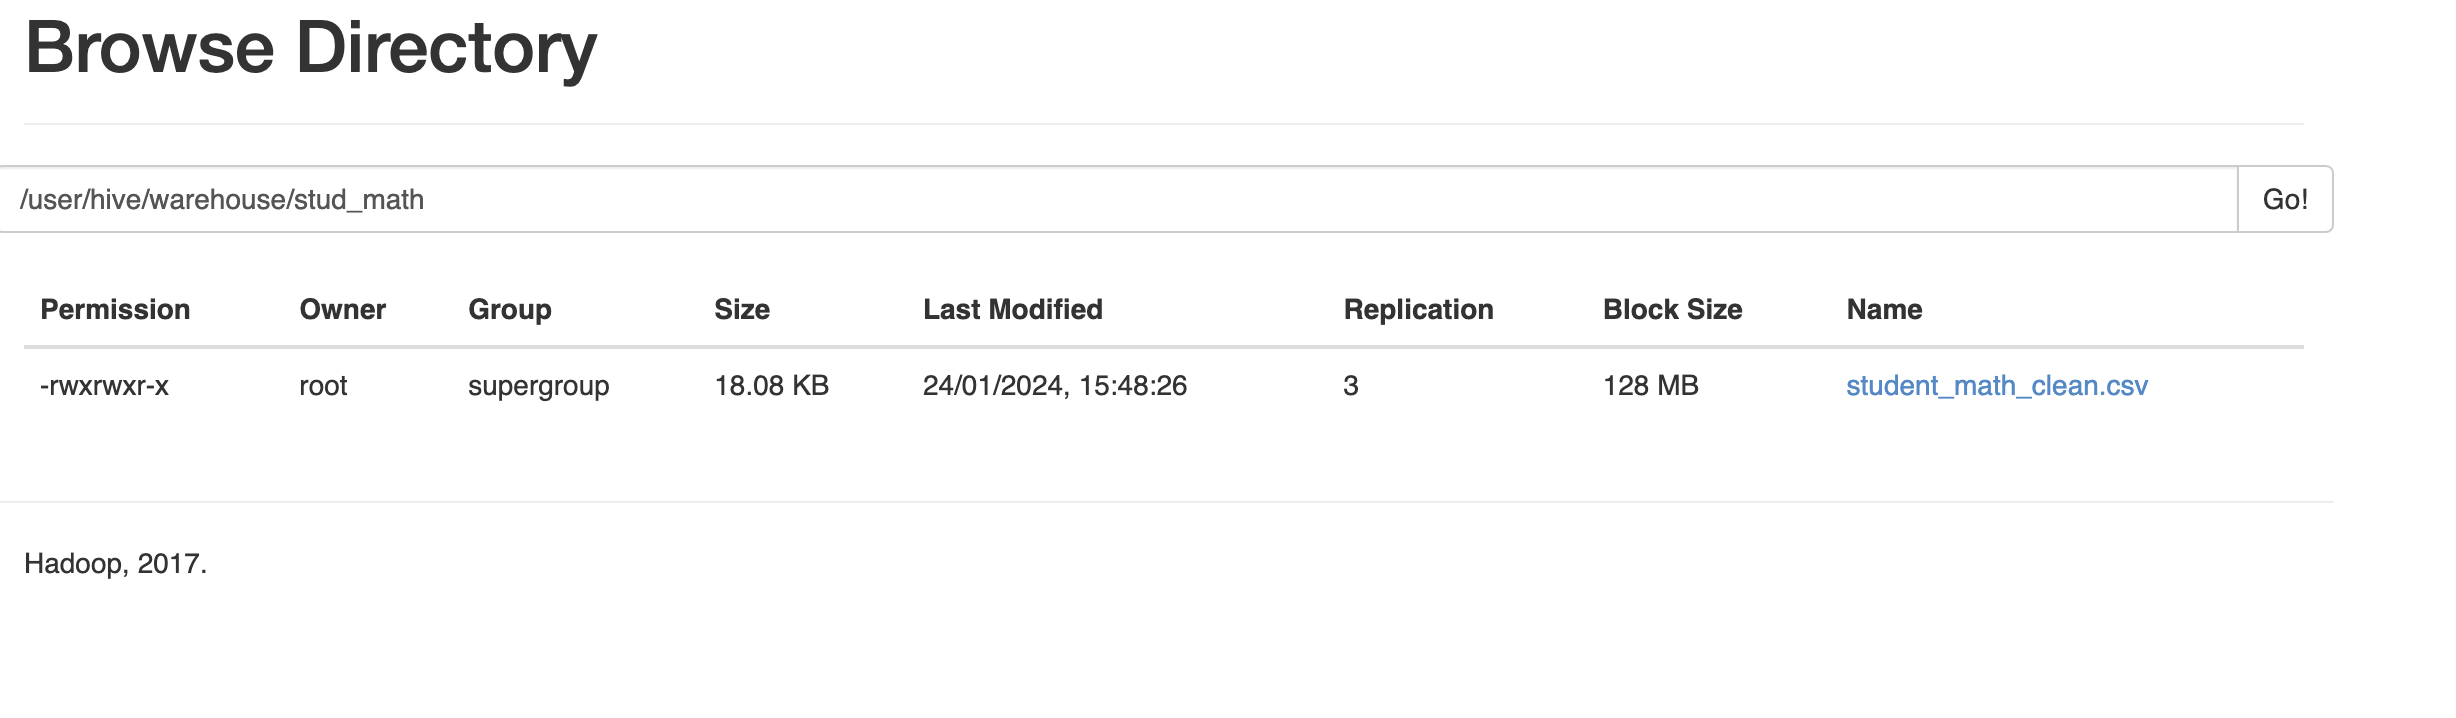 Browse Directory
/user/hive/warehouse/stud_math Go!
Permission Owner Group Size Last Modified Replication Block Size Name
-rwxrwxr-x root supergroup 18.08 KB 24/01/2024, 15:48:26 3 128 MB student_math_clean.csv
Hadoop, 2017.